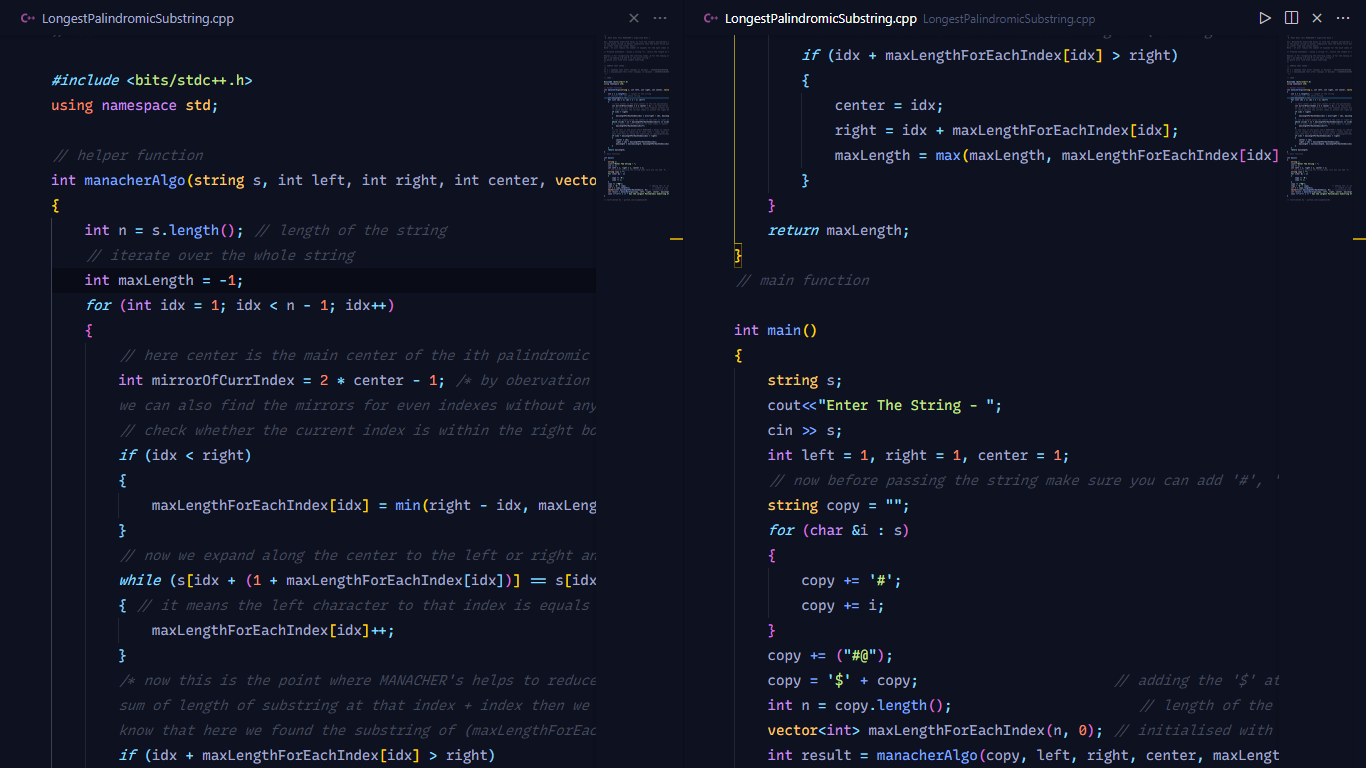 C++ LongestPalindromicSubstring.cpp
#include <bits/stdc++.h>
using namespace std;
// helper function
int manacherAlgo(string s, int left, int right, int center, vecto
{
int n = s.length(); // length of the string
// iterate over the whole string
int maxLength = -1;
for (int idx = 1; idx < n - 1; idx++)
{
// here center is the main center of the ith palindromic
int mirrorOfCurrIndex = 2 * center - 1; /* by obervation
we can also find the mirrors for even indexes without any
// check whether the current index is within the right bo
if (idx < right)
{
maxLengthForEachIndex[idx] = min(right - idx, maxLeng
}
// now we expand along the center to the left or right an
while (s[idx + (1 + maxLengthForEachIndex[idx])] == s[idx
{ // it means the left character to that index is equals
maxLengthForEachIndex[idx]++;
}
/* now this is the point where MANACHER's helps to reduce
sum of length of substring at that index + index then we
know that here we found the substring of (maxLengthForEac
if (idx + maxLengthForEachIndex[idx] > right)
C++ LongestPalindromicSubstring.cpp LongestPalindromicSubstring.cpp
if (idx + maxLengthForEachIndex[idx] > right)
{
center = idx;
right = idx + maxLengthForEachIndex[idx];
maxLength = max(maxLength, maxLengthForEachIndex[idx]
}
}
return maxLength;
}
// main function
int main()
{
string s;
cout<<"Enter The String - ";
cin >> s;
int left = 1, right = 1, center = 1;
// now before passing the string make sure you can add '#', '
string copy = "";
for (char &i : s)
{
copy += '#';
copy += i;
}
copy += ("#@");
copy = '$' + copy; // adding the '$' at
int n = copy.length(); // length of the
vector<int> maxLengthForEachIndex(n, 0); // initialised with
int result = manacherAlgo(copy, left, right, center, maxLengt